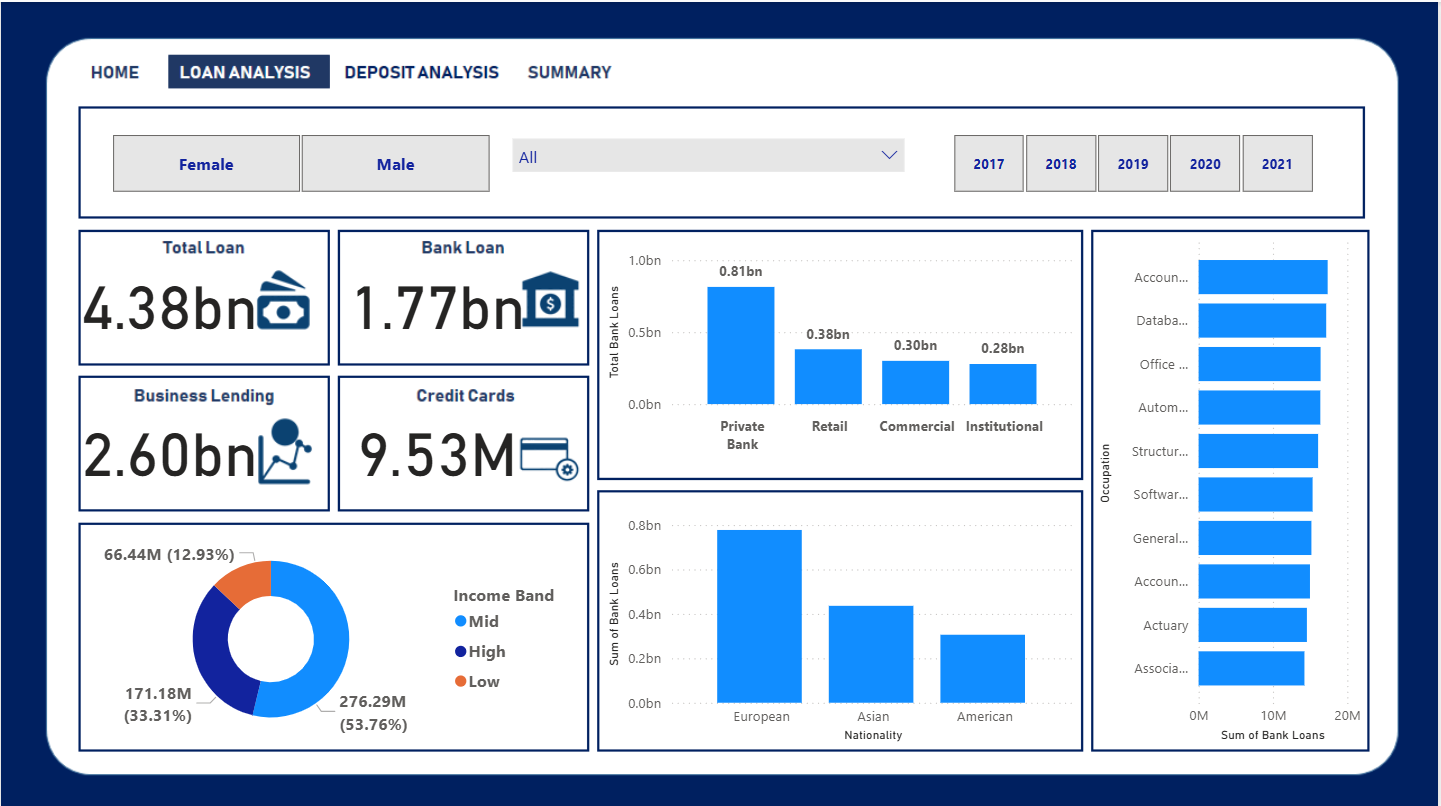 HOME
LOAN ANALYSIS
DEPOSIT ANALYSIS
SUMMARY
Female
Male
All
2017
2018
2019
2020
2021
Total Loan
4.38bn
$
Bank Loan
1.77bn
Business Lending
2.60bn
Credit Cards
9.53M
66.44M (12.93%)
171.18M
(33.31%)
276.29M
(53.76%)
Income Band
Mid
High
Low
Total Bank Loans
1.0bn
0.5bn
0.0bn
0.81bn
0.38bn
0.30bn
0.28bn
Private
Bank
Retail
Commercial
Institutional
Sum of Bank Loans
0.8bn
0.6bn
0.4bn
0.2bn
0.0bn
European
Asian
American
Nationality
Occupation
Accoun...
Databa...
Office ...
Autom...
Structur...
Softwar...
General...
Accoun...
Actuary
Associa...
0M
10M
20M
Sum of Bank Loans